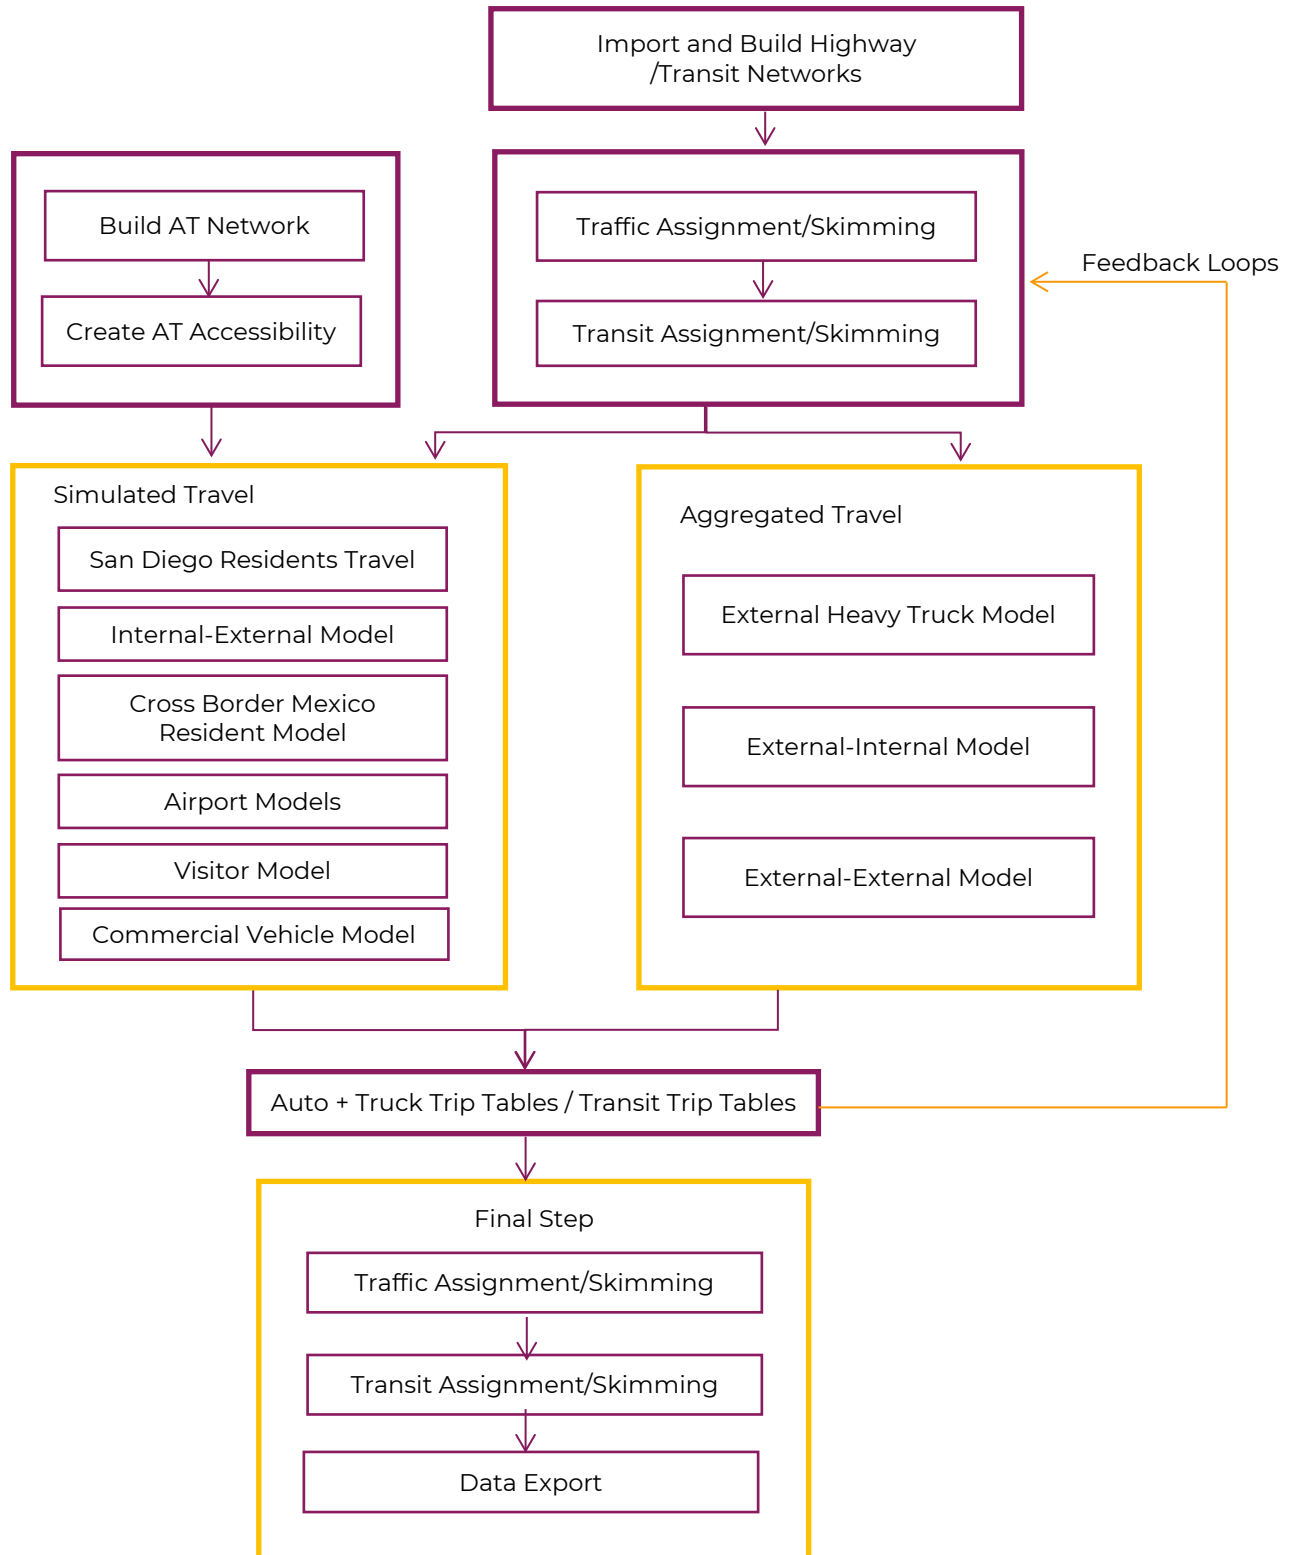 Import and Build Highway
/Transit Networks
Build AT Network
Create AT Accessibility
Traffic Assignment/Skimming
Transit Assignment/Skimming
Feedback Loops
Simulated Travel
San Diego Residents Travel
Internal-External Model
Cross Border Mexico
Resident Model
Airport Models
Visitor Model
Commercial Vehicle Model
Aggregated Travel
External Heavy Truck Model
External-Internal Model
External-External Model
Auto + Truck Trip Tables / Transit Trip Tables
Final Step
Traffic Assignment/Skimming
Transit Assignment/Skimming
Data Export